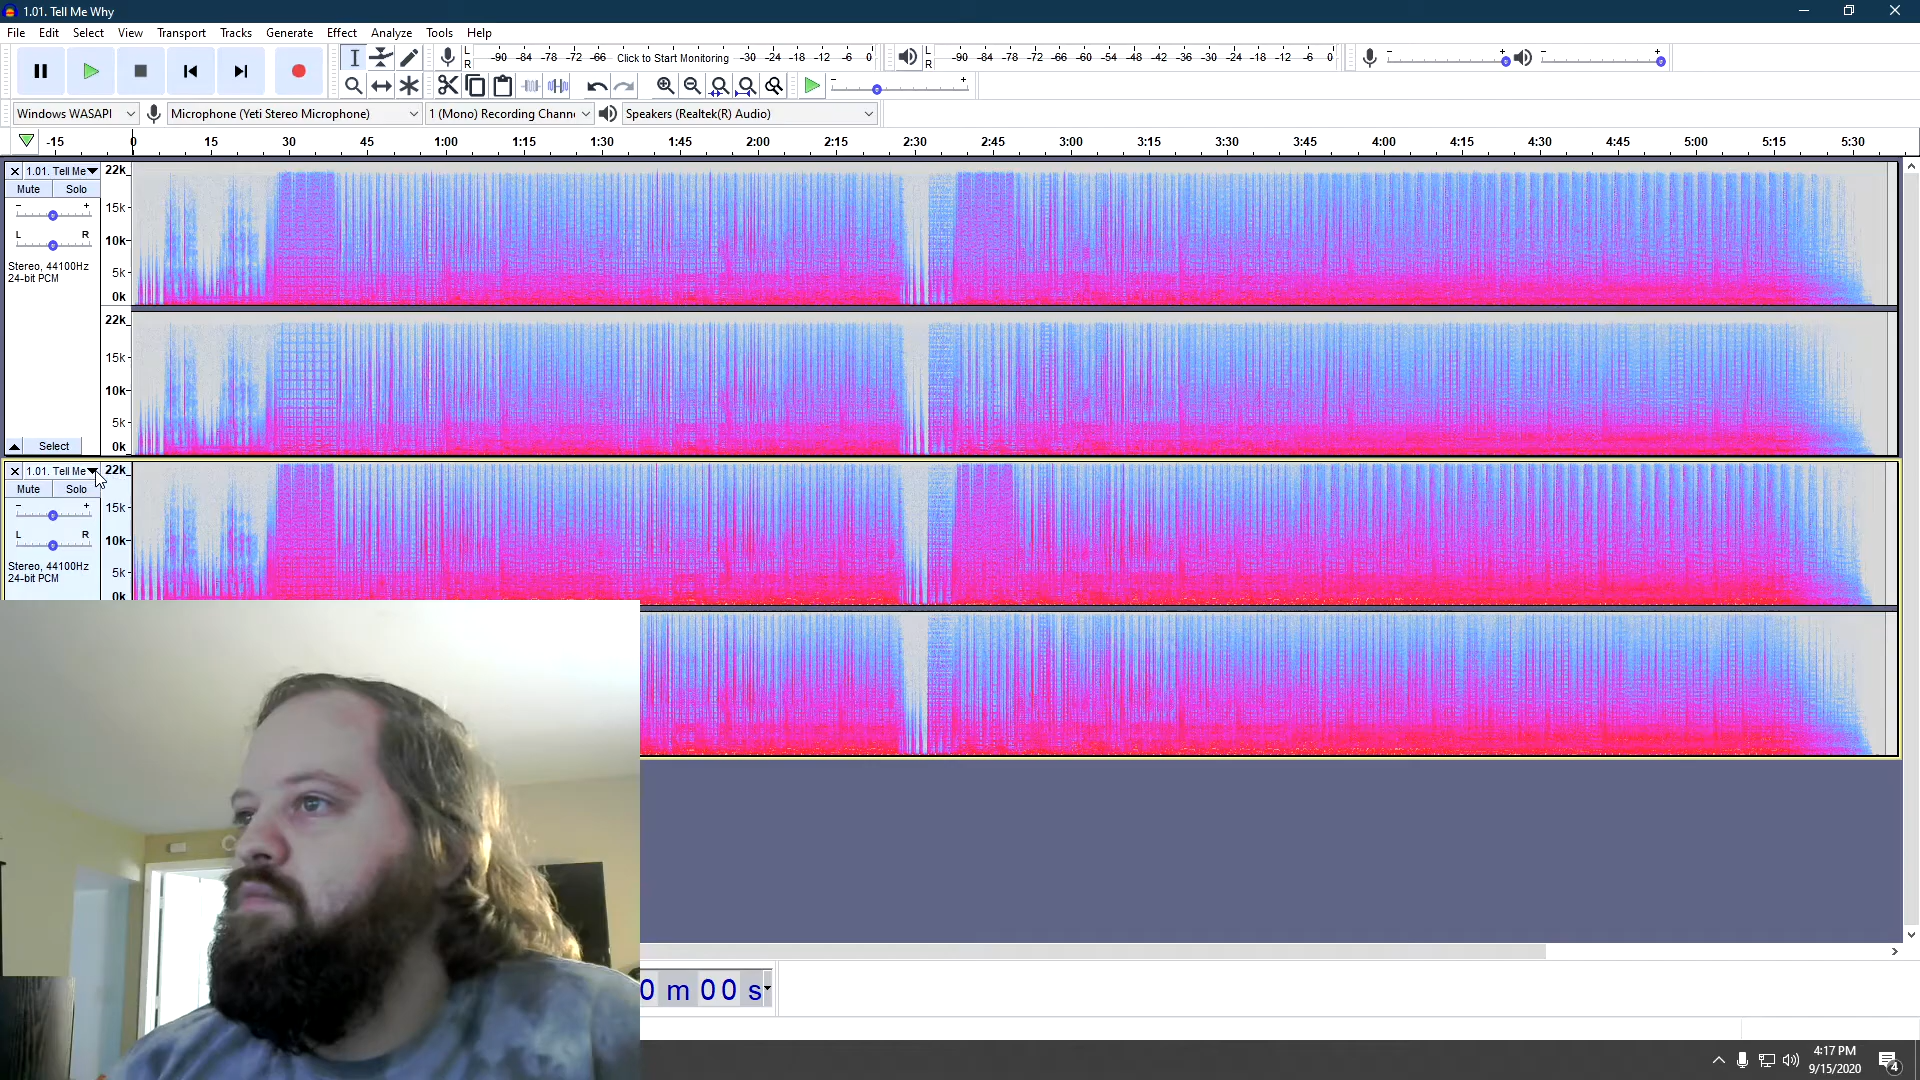 1.01. Tell Me Why
File Edit Select View Transport Tracks Generate Effect Analyze Tools Help
L R -90 -84 -78 -72 -66 Click to Start Monitoring -30 -24 -18 -12 -6 0
L R -90 -84 -78 -72 -66 -60 -54 -48 -42 -36 -30 -24 -18 -12 -6 0
- + - +
- +
Windows WASAPI Microphone (Yeti Stereo Microphone) 1 (Mono) Recording Chann Speakers (Realtek(R) Audio)
-15 0 15 30 45 1:00 1:15 1:30 1:45 2:00 2:15 2:30 2:45 3:00 3:15 3:30 3:45 4:00 4:15 4:30 4:45 5:00 5:15 5:30
1.01. Tell Me
Mute Solo
- +
L R
Stereo, 44100Hz
24-bit PCM
Select
22k
15k
10k
5k
0k
22k
15k
10k
5k
0k
1.01. Tell Me
Mute Solo
- +
L R
Stereo, 44100Hz
24-bit PCM
22k
15k
10k
5k
0k
0 m 00 s
4:17 PM
9/15/2020
4